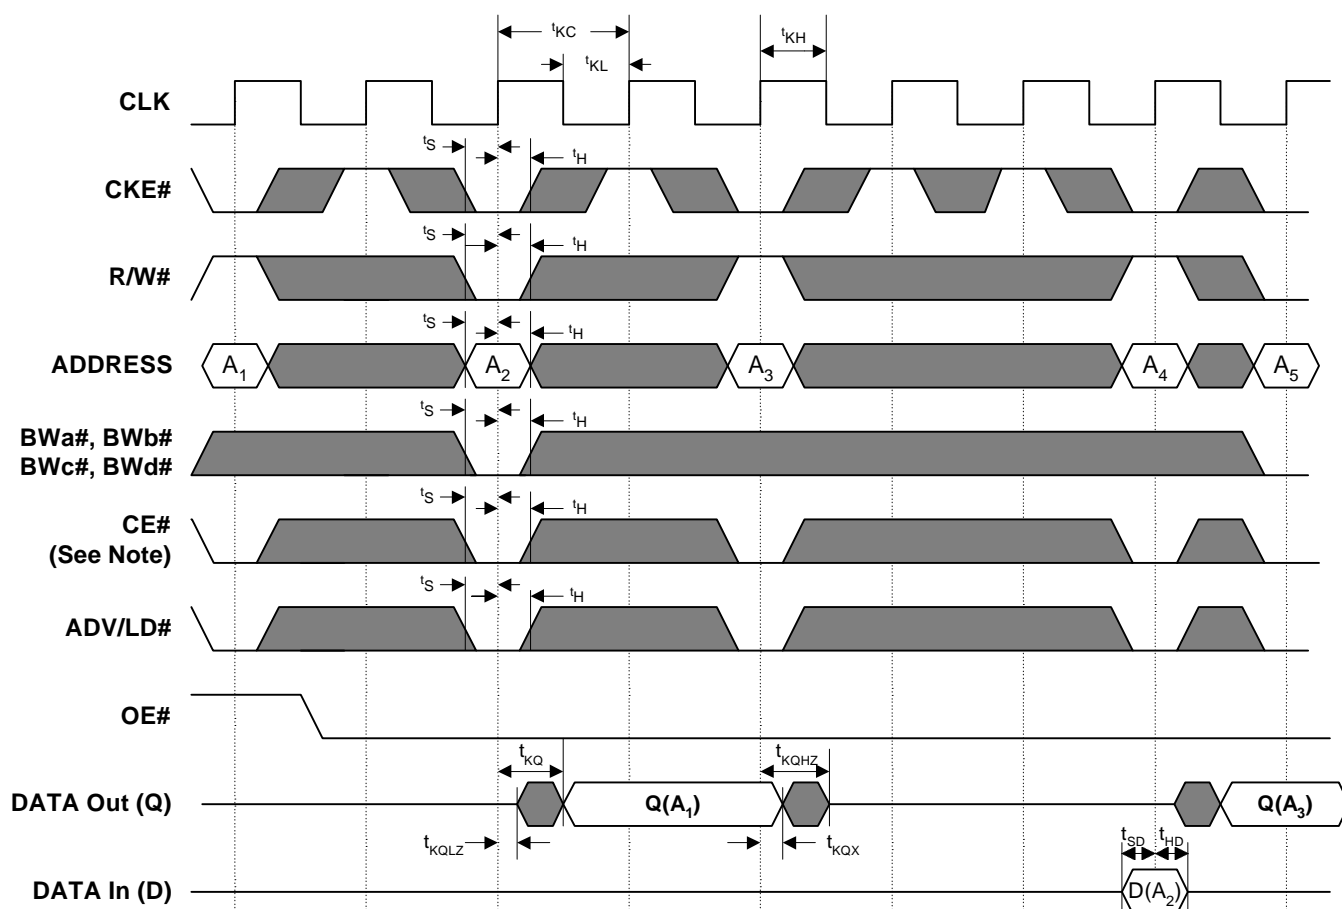 tKC
tKH
tKL
CLK
tS
tH
CKE#
tS
tH
R/W#
tS
tH
ADDRESS
A1
A2
A3
A4
A5
tS
tH
BWa#, BWb#
BWc#, BWd#
tS
tH
CE#
(See Note)
tS
tH
ADV/LD#
OE#
tKQ
tKQHZ
DATA Out (Q)
Q(A1)
Q(A3)
tKQLZ
tKQX
tSD
tHD
DATA In (D)
D(A2)